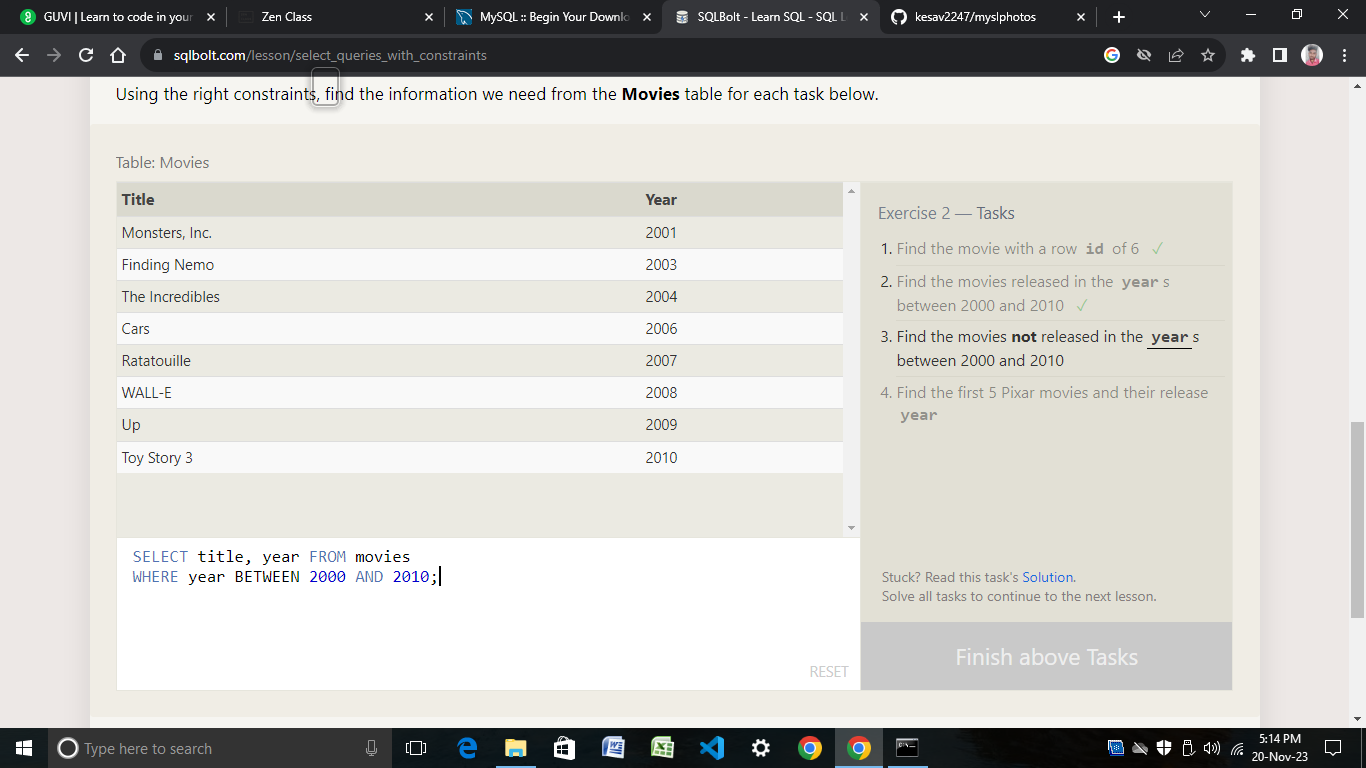 GUVI | Learn to code in your
Zen Class
MySQL :: Begin Your Downlo
SQLBolt - Learn SQL - SQL L
kesav2247/myslphotos
sqlbolt.com/lesson/select_queries_with_constraints
Using the right constraints, find the information we need from the Movies table for each task below.
Table: Movies
Title Year
Monsters, Inc. 2001
Finding Nemo 2003
The Incredibles 2004
Cars 2006
Ratatouille 2007
WALL-E 2008
Up 2009
Toy Story 3 2010
SELECT title, year FROM movies
WHERE year BETWEEN 2000 AND 2010;
RESET
Exercise 2 — Tasks
1. Find the movie with a row id of 6 ✓
2. Find the movies released in the year s
between 2000 and 2010 ✓
3. Find the movies not released in the year s
between 2000 and 2010
4. Find the first 5 Pixar movies and their release
year
Stuck? Read this task's Solution.
Solve all tasks to continue to the next lesson.
Finish above Tasks
Type here to search
5:14 PM
20-Nov-23